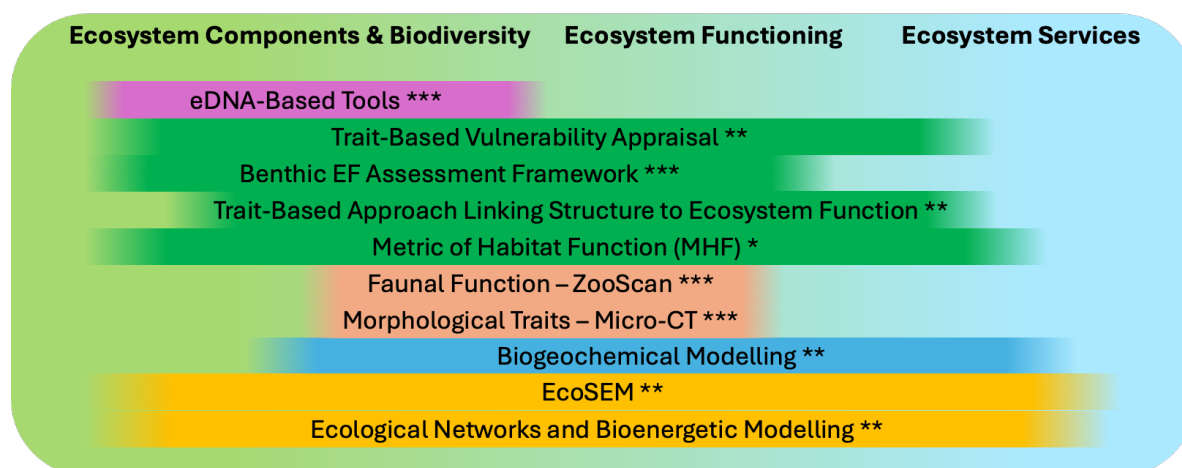 Ecosystem Components & Biodiversity Ecosystem Functioning Ecosystem Services
eDNA-Based Tools ***
Trait-Based Vulnerability Appraisal **
Benthic EF Assessment Framework ***
Trait-Based Approach Linking Structure to Ecosystem Function **
Metric of Habitat Function (MHF) *
Faunal Function – ZooScan ***
Morphological Traits – Micro-CT ***
Biogeochemical Modelling **
EcoSEM **
Ecological Networks and Bioenergetic Modelling **